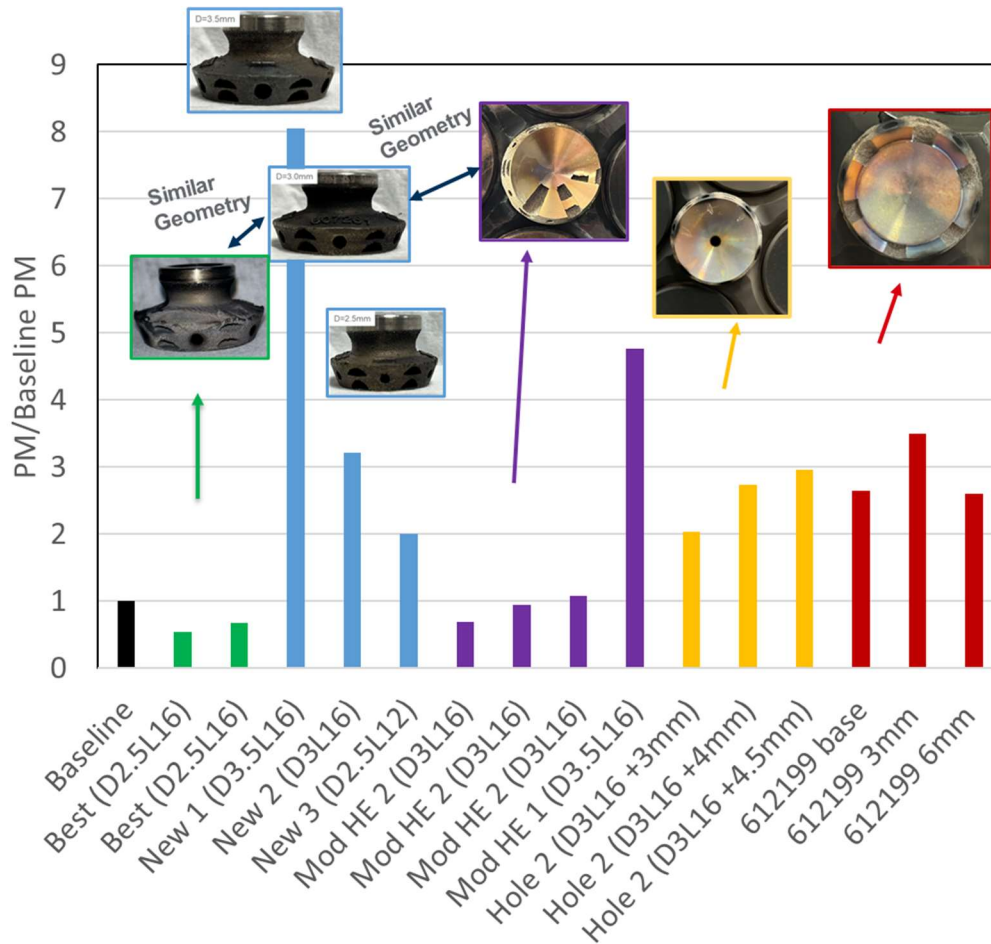 D=3.5mm
9
8
7
6
5
4
3
2
1
0
PM/Baseline PM
Similar
Geometry
Similar
Geometry
D=3.0mm
D=2.5mm
Baseline
Best (D2.5L16)
Best (D2.5L16)
New 1 (D3.5L16)
New 2 (D3L16)
New 3 (D2.5L12)
Mod HE 2 (D3L16)
Mod HE 2 (D3L16)
Mod HE 2 (D3L16)
Mod HE 1 (D3.5L16)
Hole 2 (D3L16 +3mm)
Hole 2 (D3L16 +4mm)
Hole 2 (D3L16 +4.5mm)
6122199 base
6122199 3mm
6122199 6mm